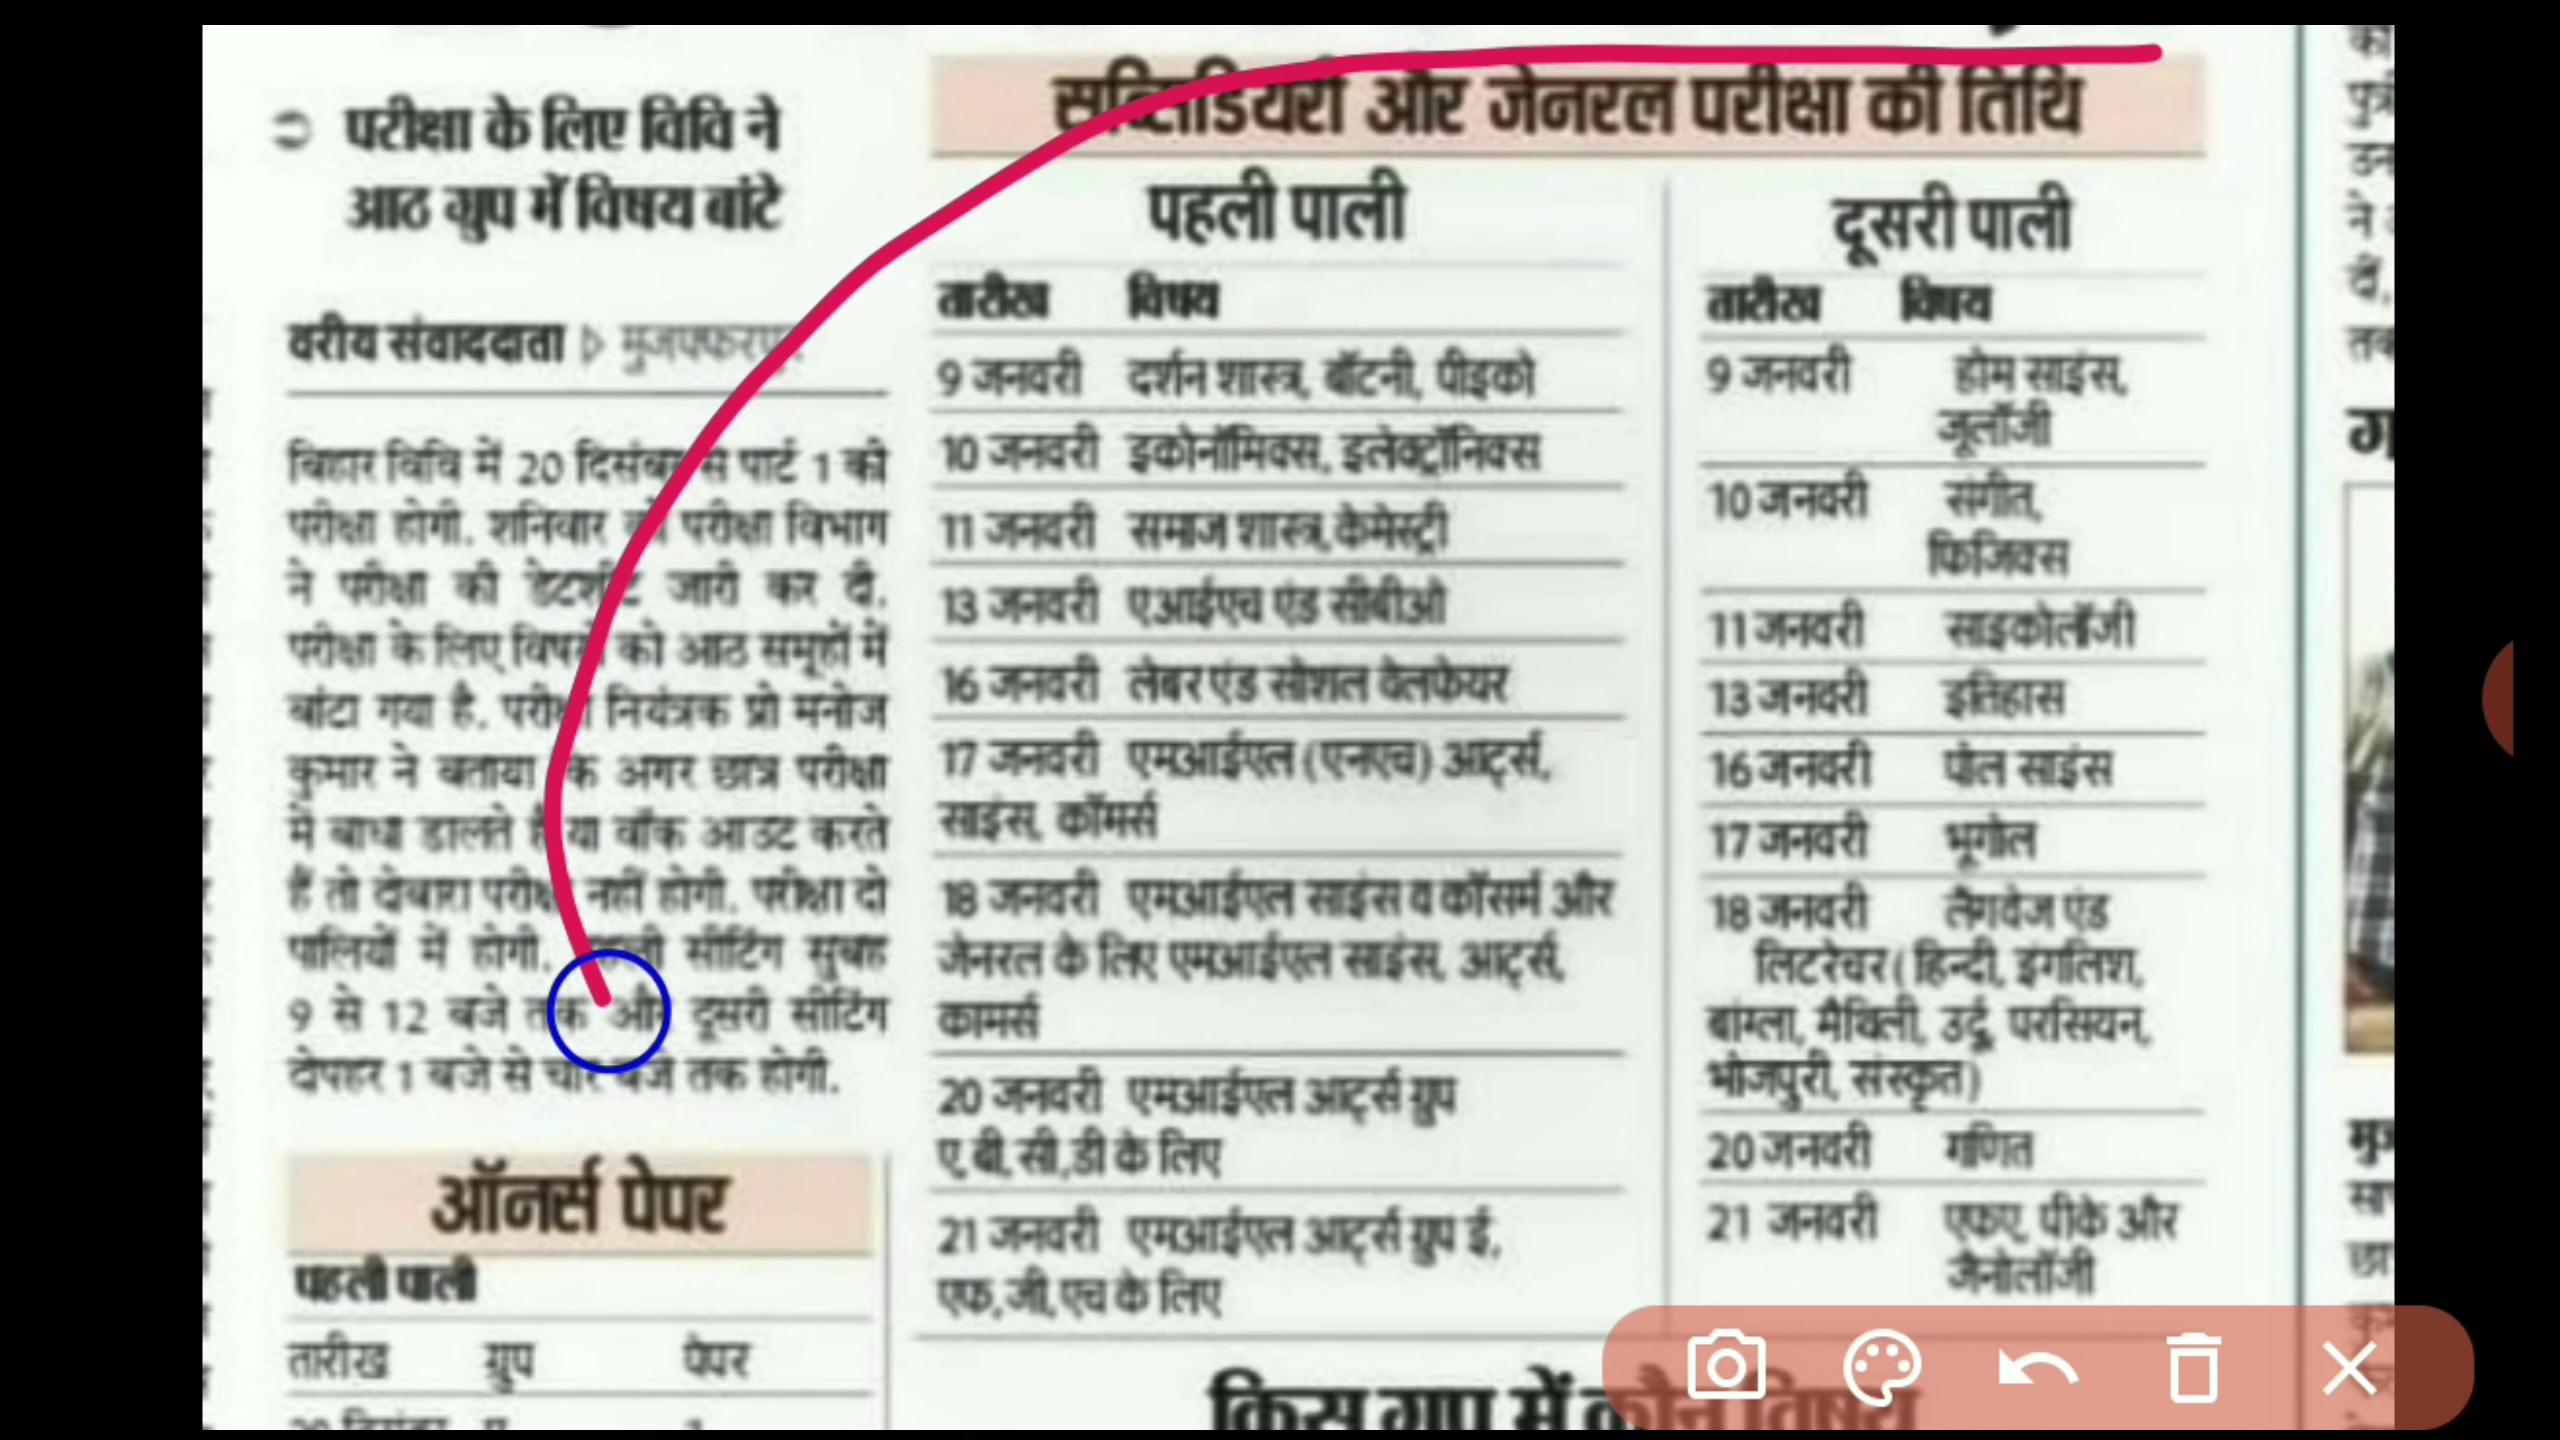 परीक्षा के लिए विवि ने
आठ ग्रुप में विषय बांटे
वरीय संवाददाता ▷ मुजफ्फरपुर
बिहार विवि में 20 दिसंबर से पार्ट 1 की
परीक्षा होगी. शनिवार को परीक्षा विभाग
ने परीक्षा की डेटशीट जारी कर दी.
परीक्षा के लिए विषयों को आठ समूहों में
बांटा गया है. परीक्षा नियंत्रक प्रो मनोज
कुमार ने बताया कि अगर छात्र परीक्षा
में बाधा डालते हैं या वॉक आउट करते
हैं तो दोबारा परीक्षा नहीं होगी. परीक्षा दो
पालियों में होगी. पहली सीटिंग सुबह
9 से 12 बजे तक और दूसरी सीटिंग
दोपहर 1 बजे से चार बजे तक होगी.
ऑनर्स पेपर
पहली पाली
तारीख ग्रुप पेपर
सब्सिडियरी और जेनरल परीक्षा की तिथि
पहली पाली
तारीख विषय
9 जनवरी दर्शन शास्त्र, बॉटनी, पीइको
10 जनवरी इकोनॉमिक्स, इलेक्ट्रॉनिक्स
11 जनवरी समाज शास्त्र,कैमेस्ट्री
13 जनवरी एआईएच एंड सीबीओ
16 जनवरी लेबर एंड सोशल वेलफेयर
17 जनवरी एमआईएल (एनएच) आर्ट्स,
साइंस, कॉमर्स
18 जनवरी एमआईएल साइंस व कॉसर्म और
जेनरल के लिए एमआईएल साइंस, आर्ट्स,
कामर्स
20 जनवरी एमआईएल आर्ट्स ग्रुप
ए,बी,सी,डी के लिए
21 जनवरी एमआईएल आर्ट्स ग्रुप ई,
एफ,जी,एच के लिए
दूसरी पाली
तारीख विषय
9 जनवरी होम साइंस,
जूलॉजी
10 जनवरी संगीत,
फिजिक्स
11 जनवरी साइकोलॉजी
13 जनवरी इतिहास
16 जनवरी पोल साइंस
17 जनवरी भूगोल
18 जनवरी लैंगवेज एंड
लिटरेचर ( हिन्दी, इंगलिश,
बांग्ला, मैथिली, उर्दू, परसियन,
भोजपुरी, संस्कृत)
20 जनवरी गणित
21 जनवरी एफए, पीके और
जैनोलॉजी
किस ग्रुप में कौन विषय